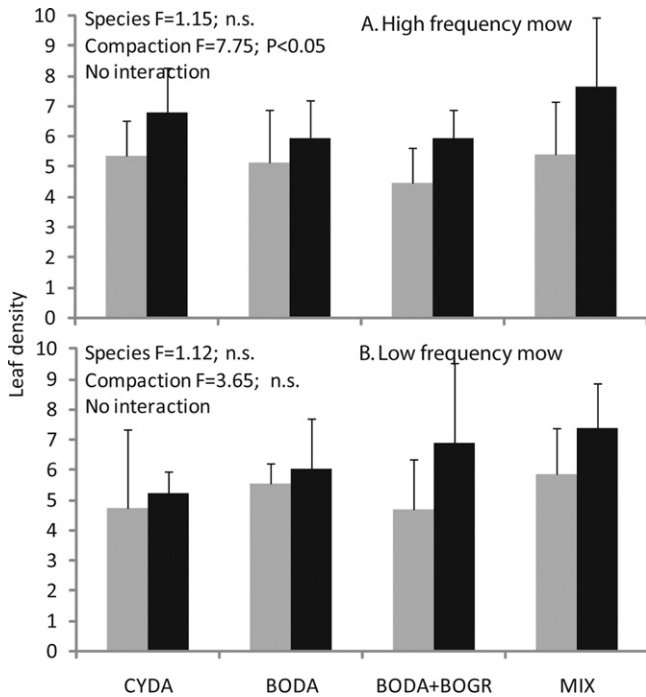 10
9
8
7
6
5
4
3
2
1
0
Species F=1.15; n.s.
Compaction F=7.75; P<0.05
No interaction
A. High frequency mow
Leaf density
10
9
8
7
6
5
4
3
2
1
0
Species F=1.12; n.s.
Compaction F=3.65; n.s.
No interaction
B. Low frequency mow
CYDA BODA BODA+BOGR MIX